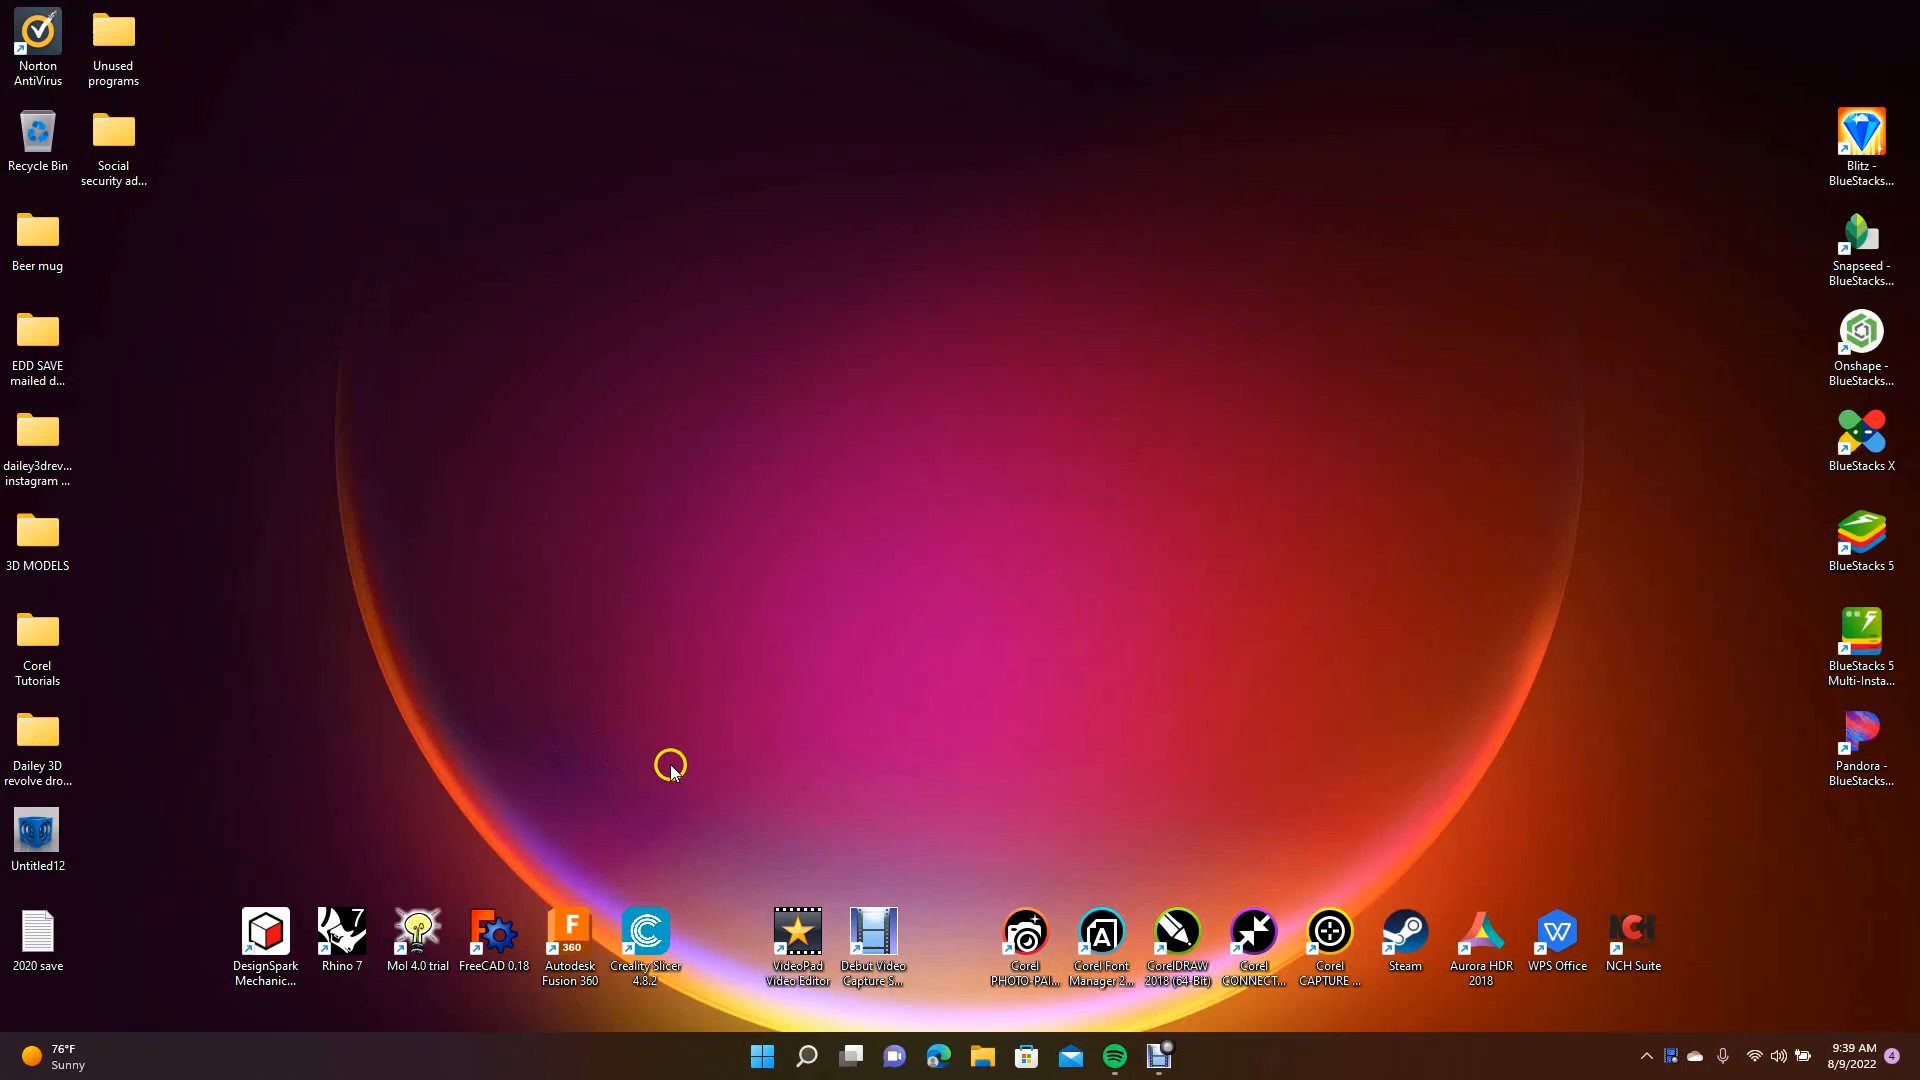 Norton
AntiVirus
Unused
programs
Recycle Bin
Social
security ad...
Beer mug
EDD SAVE
mailed d...
dailey3drev...
instagram ...
3D MODELS
Corel
Tutorials
Dailey 3D
revolve dro...
Untitled12
2020 save
Blitz -
BlueStacks...
Snapseed -
BlueStacks...
Onshape -
BlueStacks...
BlueStacks X
BlueStacks 5
BlueStacks 5
Multi-Insta...
Pandora -
BlueStacks...
DesignSpark
Mechanic...
7
Rhino 7
MoI 4.0 trial
FreeCAD 0.18
F
360
Autodesk
Fusion 360
Creality Slicer
4.8.2
VideoPad
Video Editor
Debut Video
Capture S...
Corel
PHOTO-PAI...
Corel Font
Manager 2...
CorelDRAW
2018 (64-Bit)
Corel
CONNECT...
Corel
CAPTURE ...
Steam
Aurora HDR
2018
WPS Office
NCH Suite
76°F
Sunny
9:39 AM
8/9/2022
4